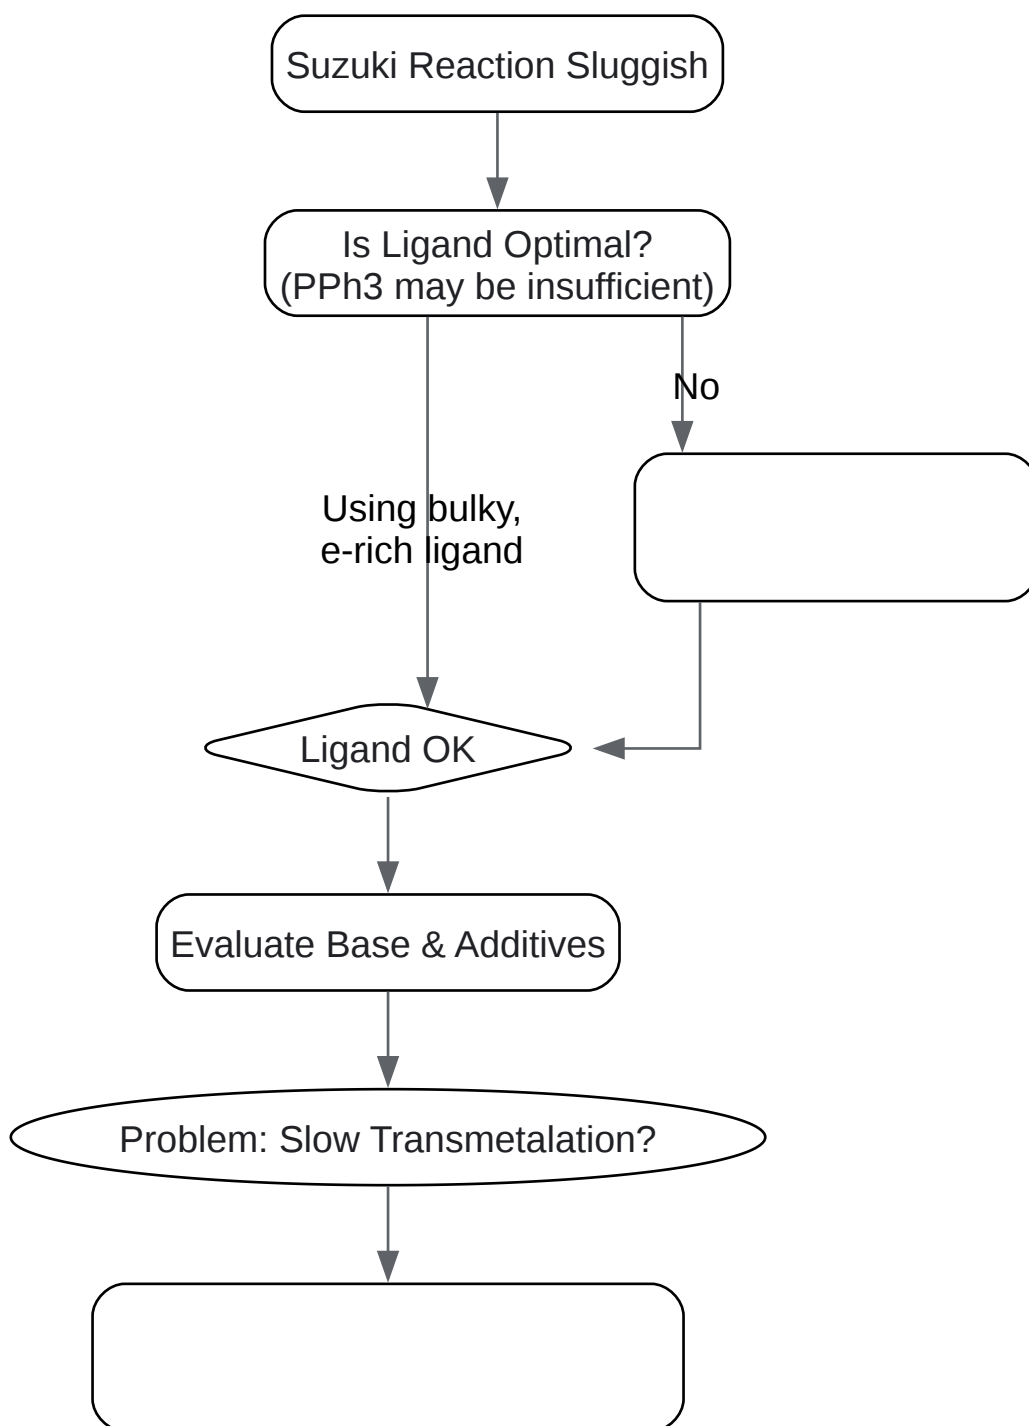 Suzuki Reaction Sluggish
Is Ligand Optimal?
(PPh3 may be insufficient)
No
Using bulky,
e-rich ligand
Ligand OK
Evaluate Base & Additives
Problem: Slow Transmetalation?